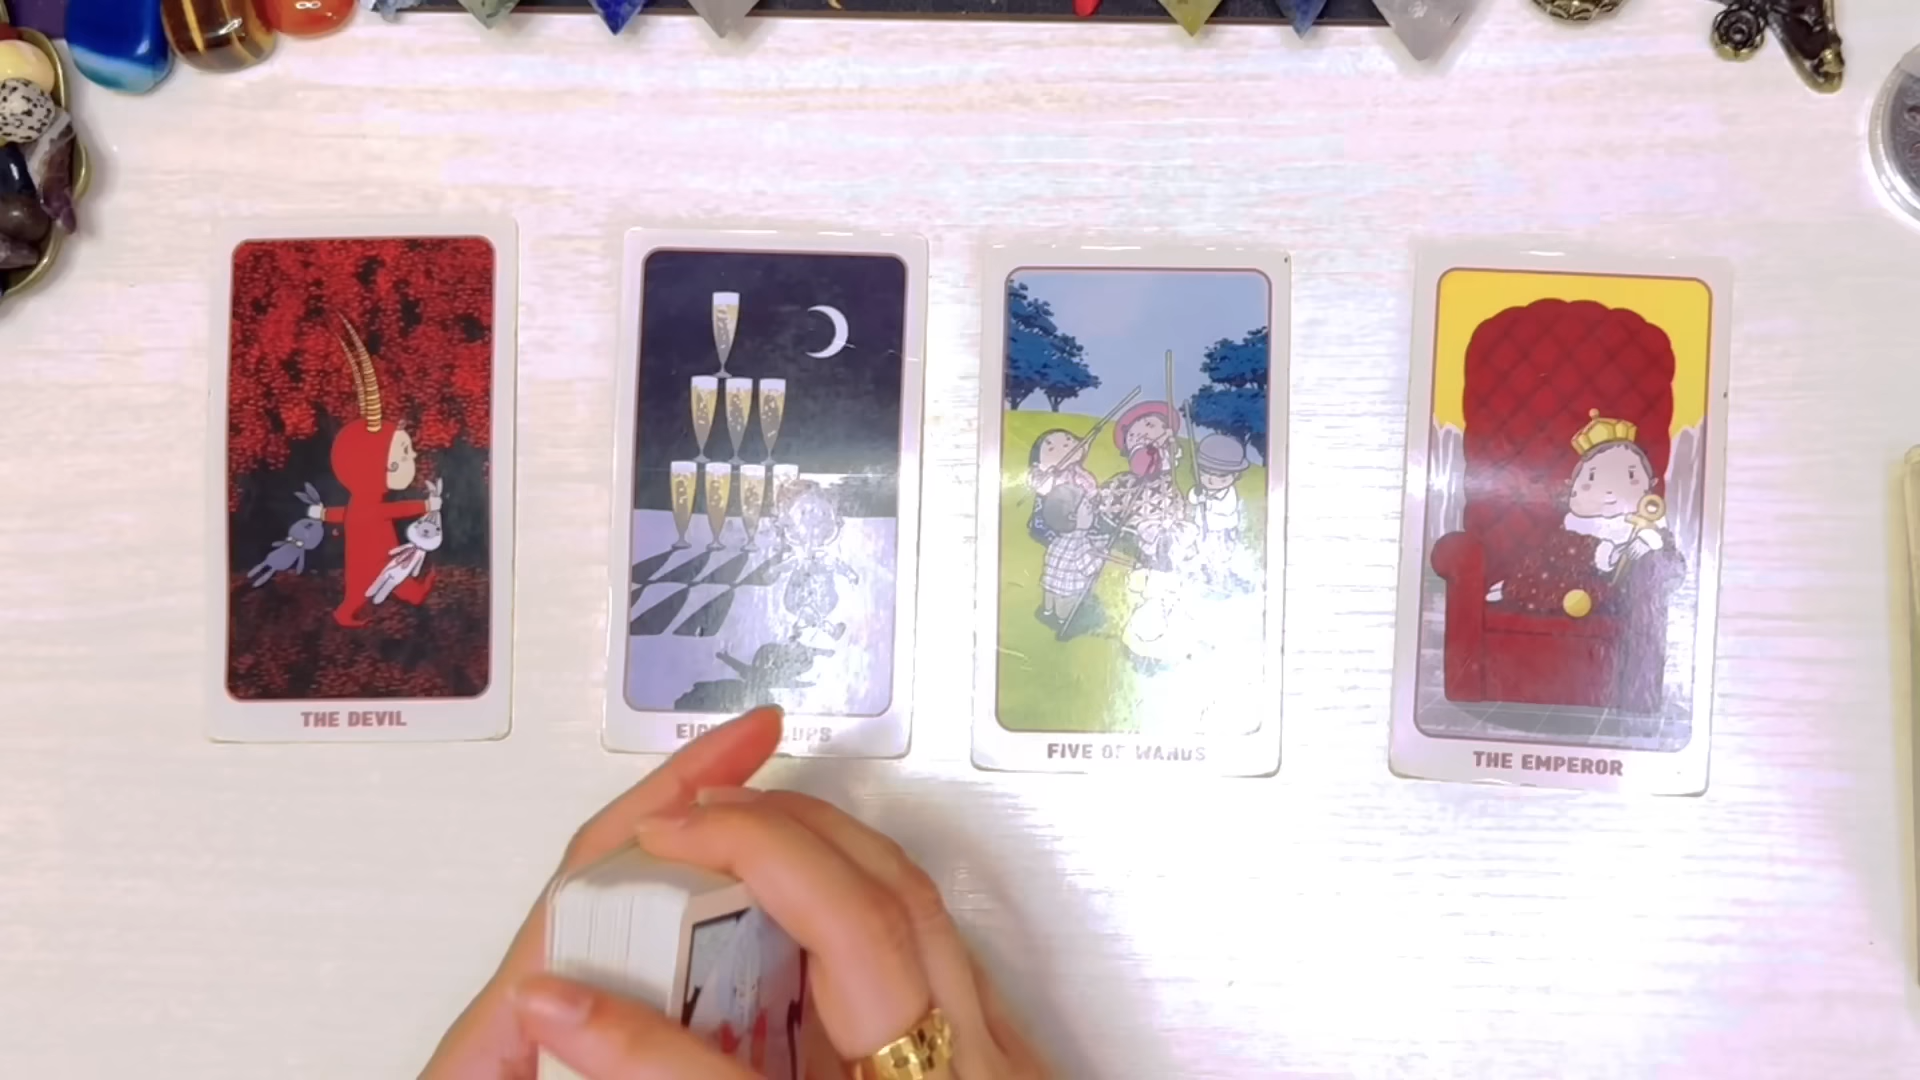 THE DEVIL
FIVE OF WANDS
THE EMPEROR